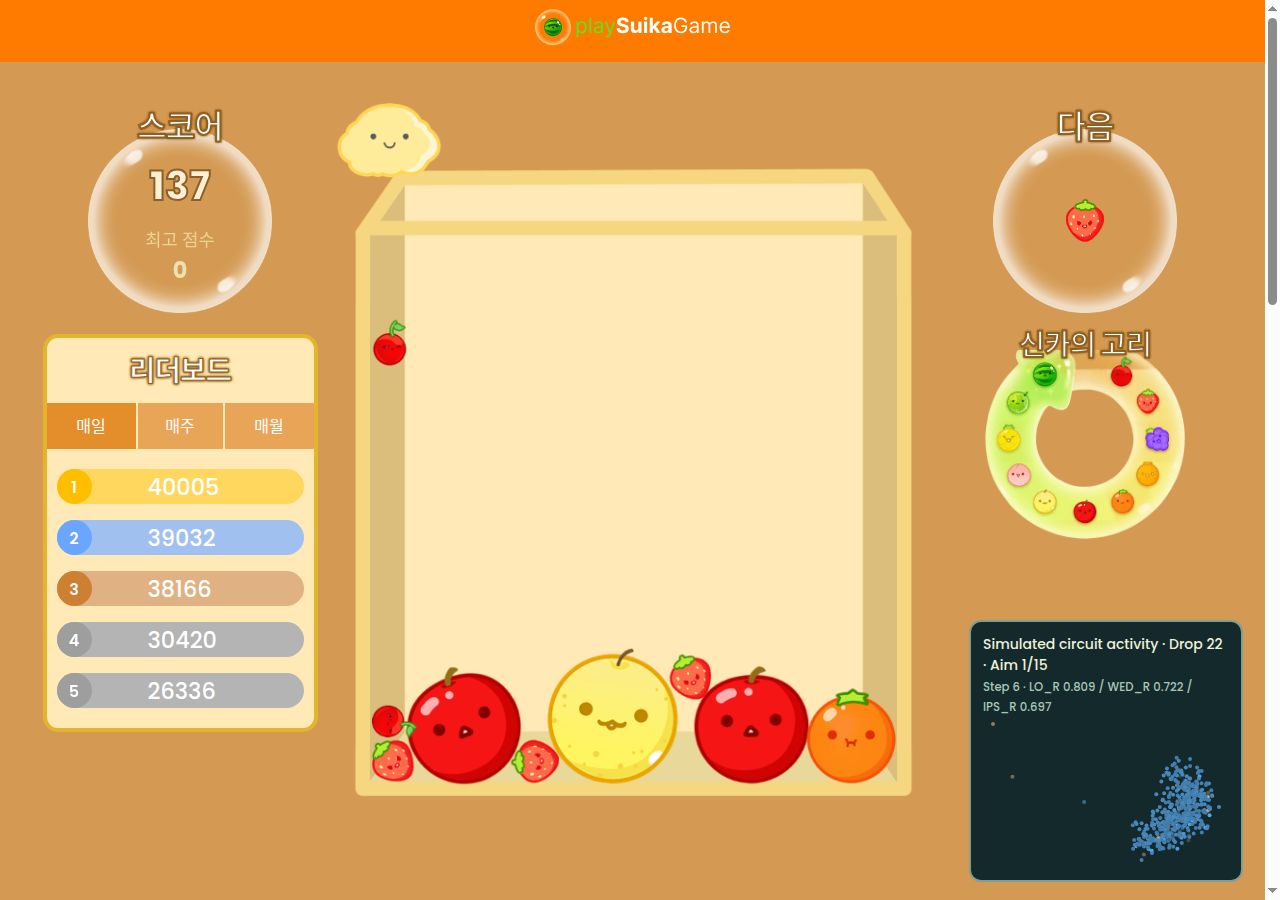 playSuikaGame
스코어
137
최고 점수
0
다음
신카의 고리
리더보드
매일 매주 매월
1 40005
2 39032
3 38166
4 30420
5 26336
Simulated circuit activity · Drop 22
· Aim 1/15
Step 6 · LO_R 0.809 / WED_R 0.722 /
IPS_R 0.697